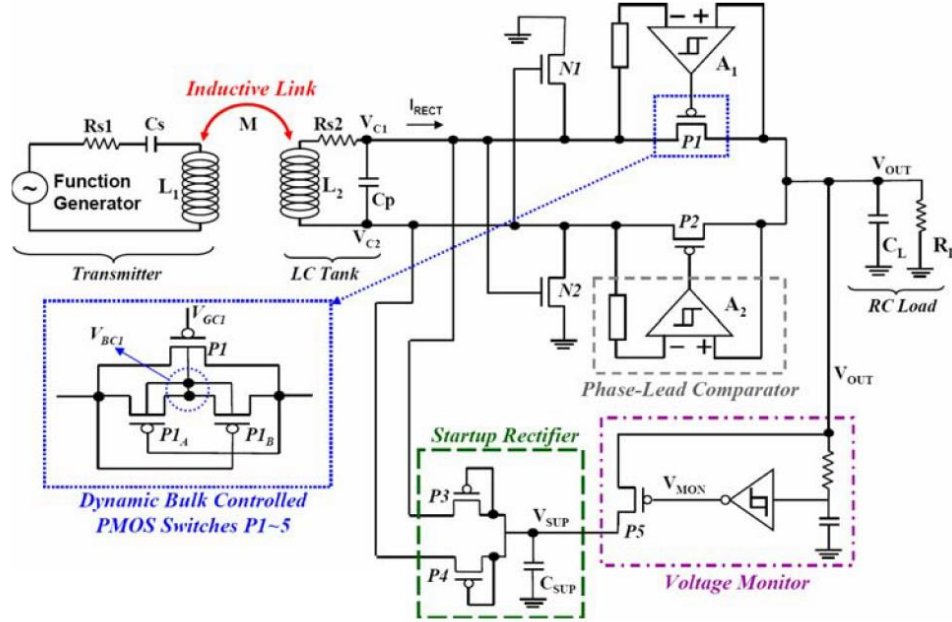 A1
N1
Inductive Link
M
IRECT
Rs1
Cs
Rs2
VC1
P1
L1
L2
Cp
Function
Generator
VOUT
VC2
P2
CL
Transmitter
LC Tank
N2
A2
RC Load
VGC1
VBC1
P1
P1A
P1B
Phase-Lead Comparator
VOUT
Startup Rectifier
Dynamic Bulk Controlled
PMOS Switches P1~5
P3
VSUP
P4
CSUP
VMON
P5
Voltage Monitor
- +
- +
~